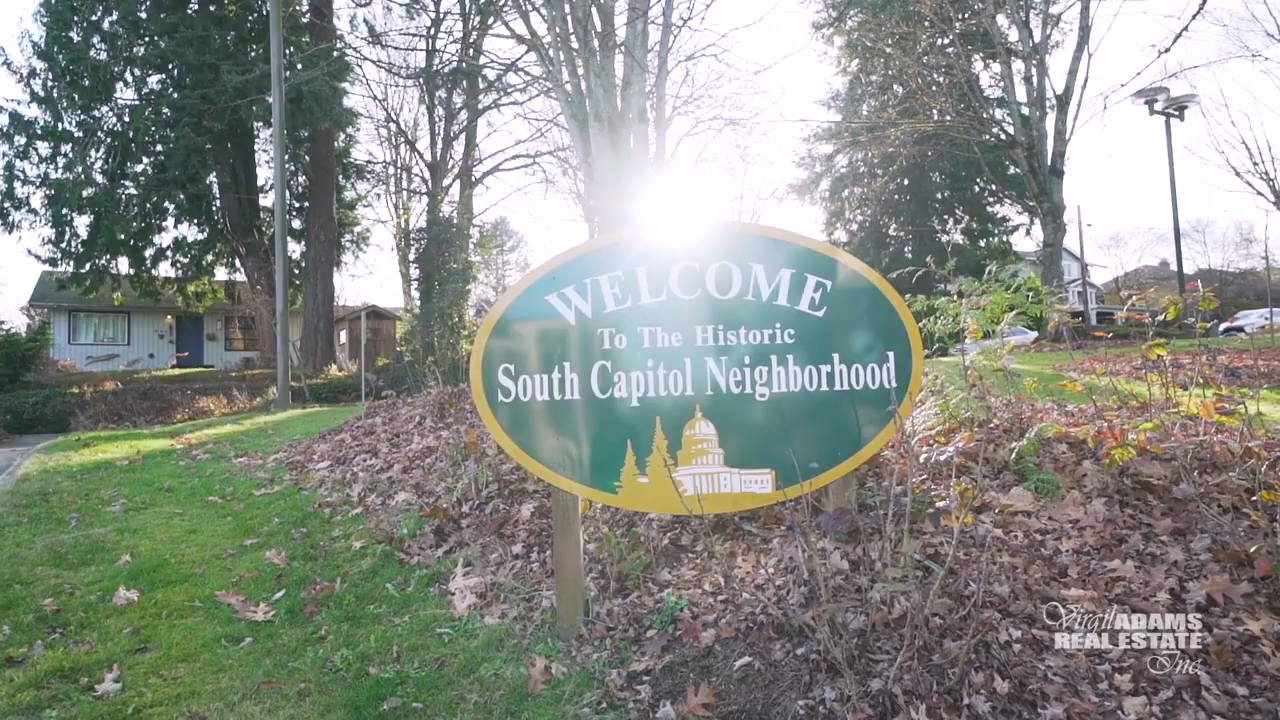 WELCOME
To The Historic
South Capitol Neighborhood
Virgil ADAMS
REAL ESTATE
Inc.